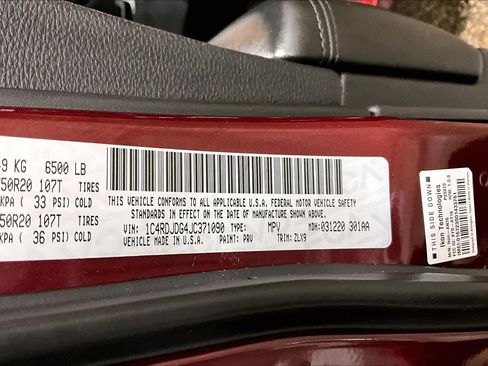 9 KG 6500 LB
50R20 107T TIRES
KPA ( 33 PSI) COLD
50R20 107T TIRES
KPA ( 36 PSI) COLD
THIS VEHICLE CONFORMS TO ALL APPLICABLE FEDERAL MOTOR VEHICLE SAFETY
STANDARDS IN EFFECT ON THE DATE OF MANUFACTURE SHOWN ABOVE.
VIN: 1C4RDJDG4JC371090 TYPE: MPV MDH: 031220 301AA
MADE IN U.S.A. PAINT: PRV TRIM: ZLX9
THIS SIDE DOWN
Ikon Technologies